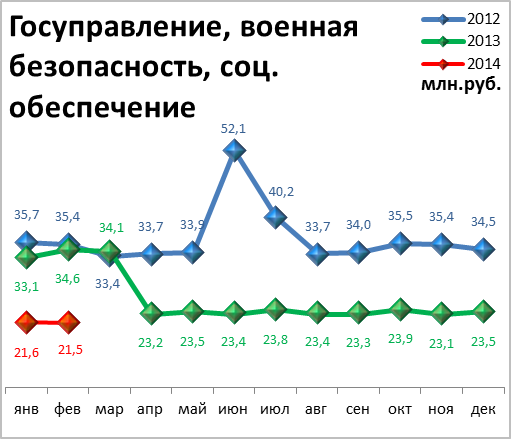 Госуправление, военная
безопасность, соц.
обеспечение
2012
2013
2014
млн.руб.
52,1
40,2
35,7 35,4 34,1 33,7 33,9 33,7 34,0 35,5 35,4 34,5
33,1 34,6 33,4
21,6 21,5 23,2 23,5 23,4 23,8 23,4 23,3 23,9 23,1 23,5
янв фев мар апр май июн июл авг сен окт ноя дек